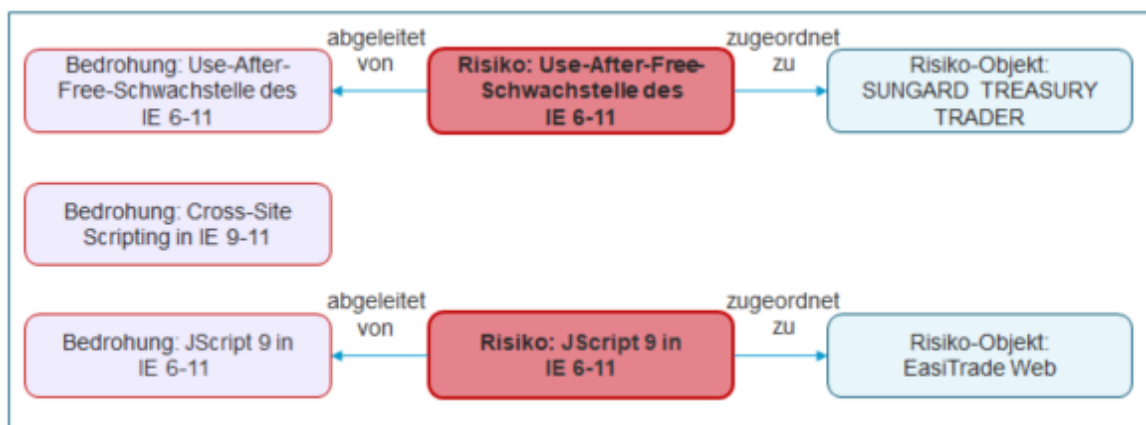 abgeleitet
von
zugeordnet
zu
Bedrohung: Use-After-
Free-Schwachstelle des
IE 6-11
Risiko: Use-After-Free-
Schwachstelle des
IE 6-11
Risiko-Objekt:
SUNGARD TREASURY
TRADER
Bedrohung: Cross-Site
Scripting in IE 9-11
abgeleitet
von
zugeordnet
zu
Bedrohung: JScript 9 in
IE 6-11
Risiko: JScript 9 in
IE 6-11
Risiko-Objekt:
EasiTrade Web